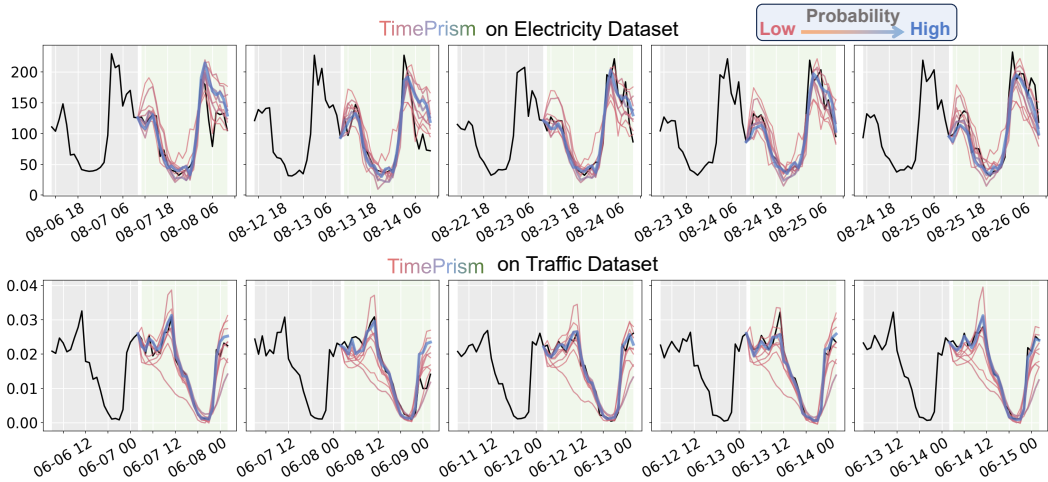 Probability
Low High
TimePrism on Electricity Dataset
200
150
100
50
0
08-06 18 08-07 06 08-07 18 08-08 06
08-12 18 08-13 06 08-13 18 08-14 06
08-22 18 08-23 06 08-23 18 08-24 06
08-23 18 08-24 06 08-24 18 08-25 06
08-24 18 08-25 06 08-25 18 08-26 06
TimePrism on Traffic Dataset
0.04
0.03
0.02
0.01
0.00
06-06 12 06-07 00 06-07 12 06-08 00
06-07 12 06-08 00 06-08 12 06-09 00
06-11 12 06-12 00 06-12 12 06-13 00
06-12 12 06-13 00 06-13 12 06-14 00
06-13 12 06-14 00 06-14 12 06-15 00